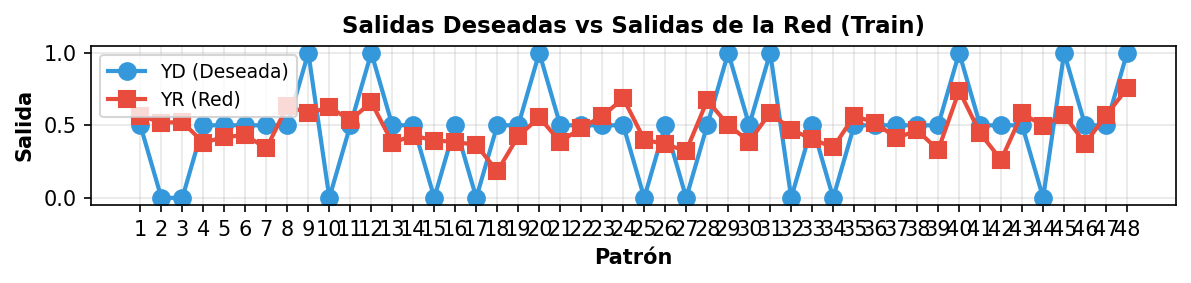 Salidas Deseadas vs Salidas de la Red (Train)
Salida
1.0
0.5
0.0
YD (Deseada)
YR (Red)
1 2 3 4 5 6 7 8 9 10 11 12 13 14 15 16 17 18 19 20 21 22 23 24 25 26 27 28 29 30 31 32 33 34 35 36 37 38 39 40 41 42 43 44 45 46 47 48
Patrón